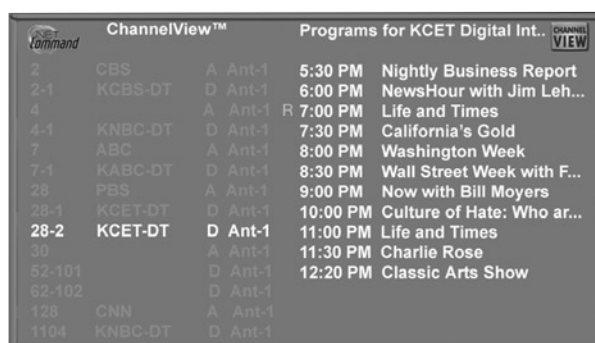 NET Command
ChannelView™
Programs for KCET Digital Int..
CHANNEL VIEW
2 CBS A Ant-1
2-1 KCBS-DT D Ant-1
4 A Ant-1
4-1 KNBC-DT D Ant-1
7 ABC A Ant-1
7-1 KABC-DT D Ant-1
28 PBS A Ant-1
28-1 KCET-DT D Ant-1
28-2 KCET-DT D Ant-1
30 A Ant-1
52-101 D Ant-1
62-102 D Ant-1
128 CNN A Ant-1
1104 KNBC-DT D Ant-1
5:30 PM Nightly Business Report
6:00 PM NewsHour with Jim Leh...
R 7:00 PM Life and Times
7:30 PM California's Gold
8:00 PM Washington Week
8:30 PM Wall Street Week with F...
9:00 PM Now with Bill Moyers
10:00 PM Culture of Hate: Who ar...
11:00 PM Life and Times
11:30 PM Charlie Rose
12:20 PM Classic Arts Show